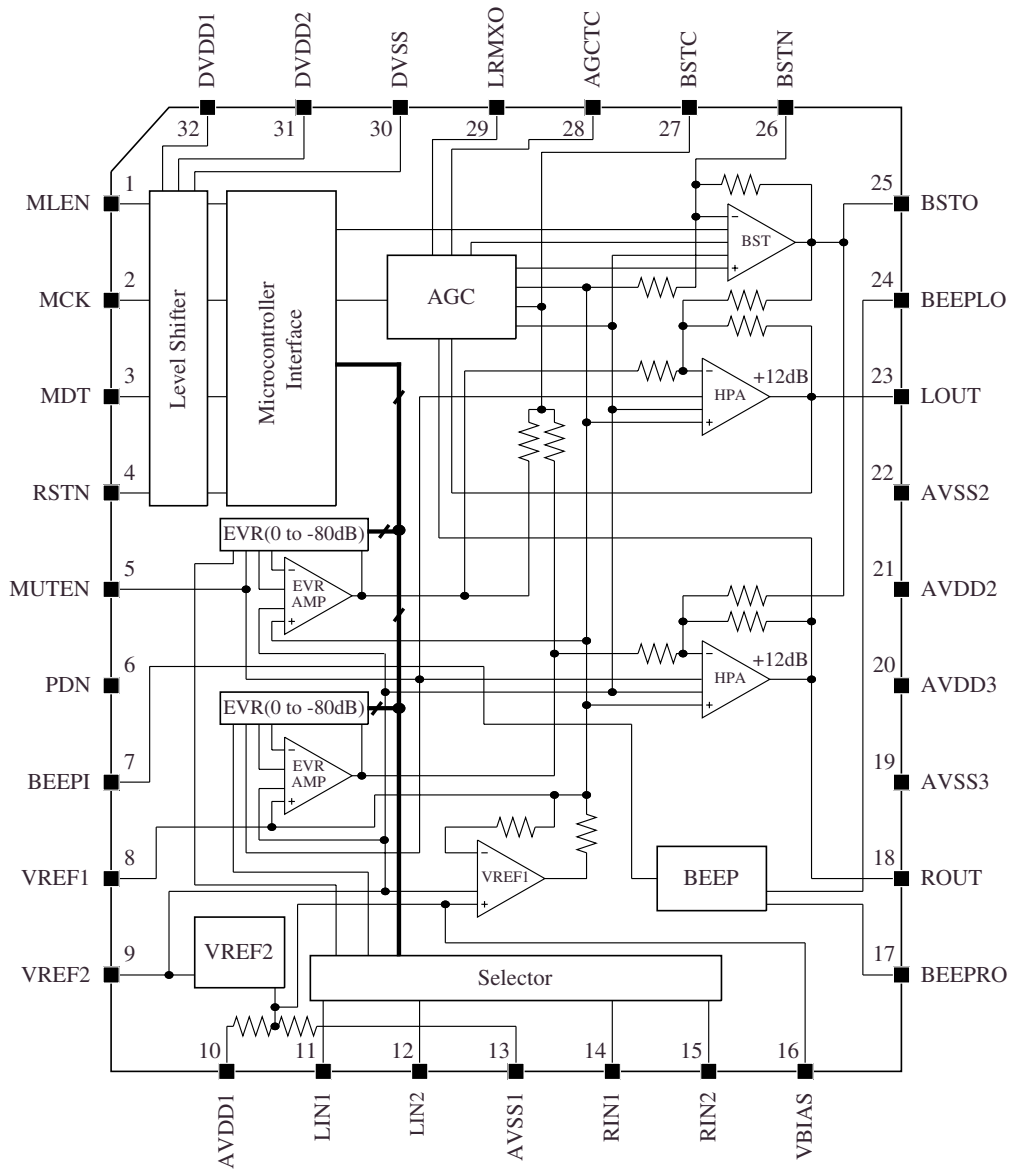 DVDD1
DVDD2
DVSS
LRMXO
AGCTC
BSTC
BSTN
32
31
30
29
28
27
26
1
MLEN
25
BSTO
−
BST
+
2
MCK
24
BEEPLO
AGC
Level Shifter
Microcontroller
Interface
3
MDT
23
LOUT
−
HPA
+
+12dB
4
RSTN
22
AVSS2
EVR(0 to -80dB)
5
MUTEN
−
EVR
AMP
+
21
AVDD2
6
PDN
−
HPA
+
+12dB
20
AVDD3
EVR(0 to -80dB)
7
BEEPI
−
EVR
AMP
+
19
AVSS3
8
VREF1
−
VREF1
+
BEEP
18
ROUT
9
VREF2
VREF2
Selector
17
BEEPRO
10
11
12
13
14
15
16
AVDD1
LIN1
LIN2
AVSS1
RIN1
RIN2
VBIAS